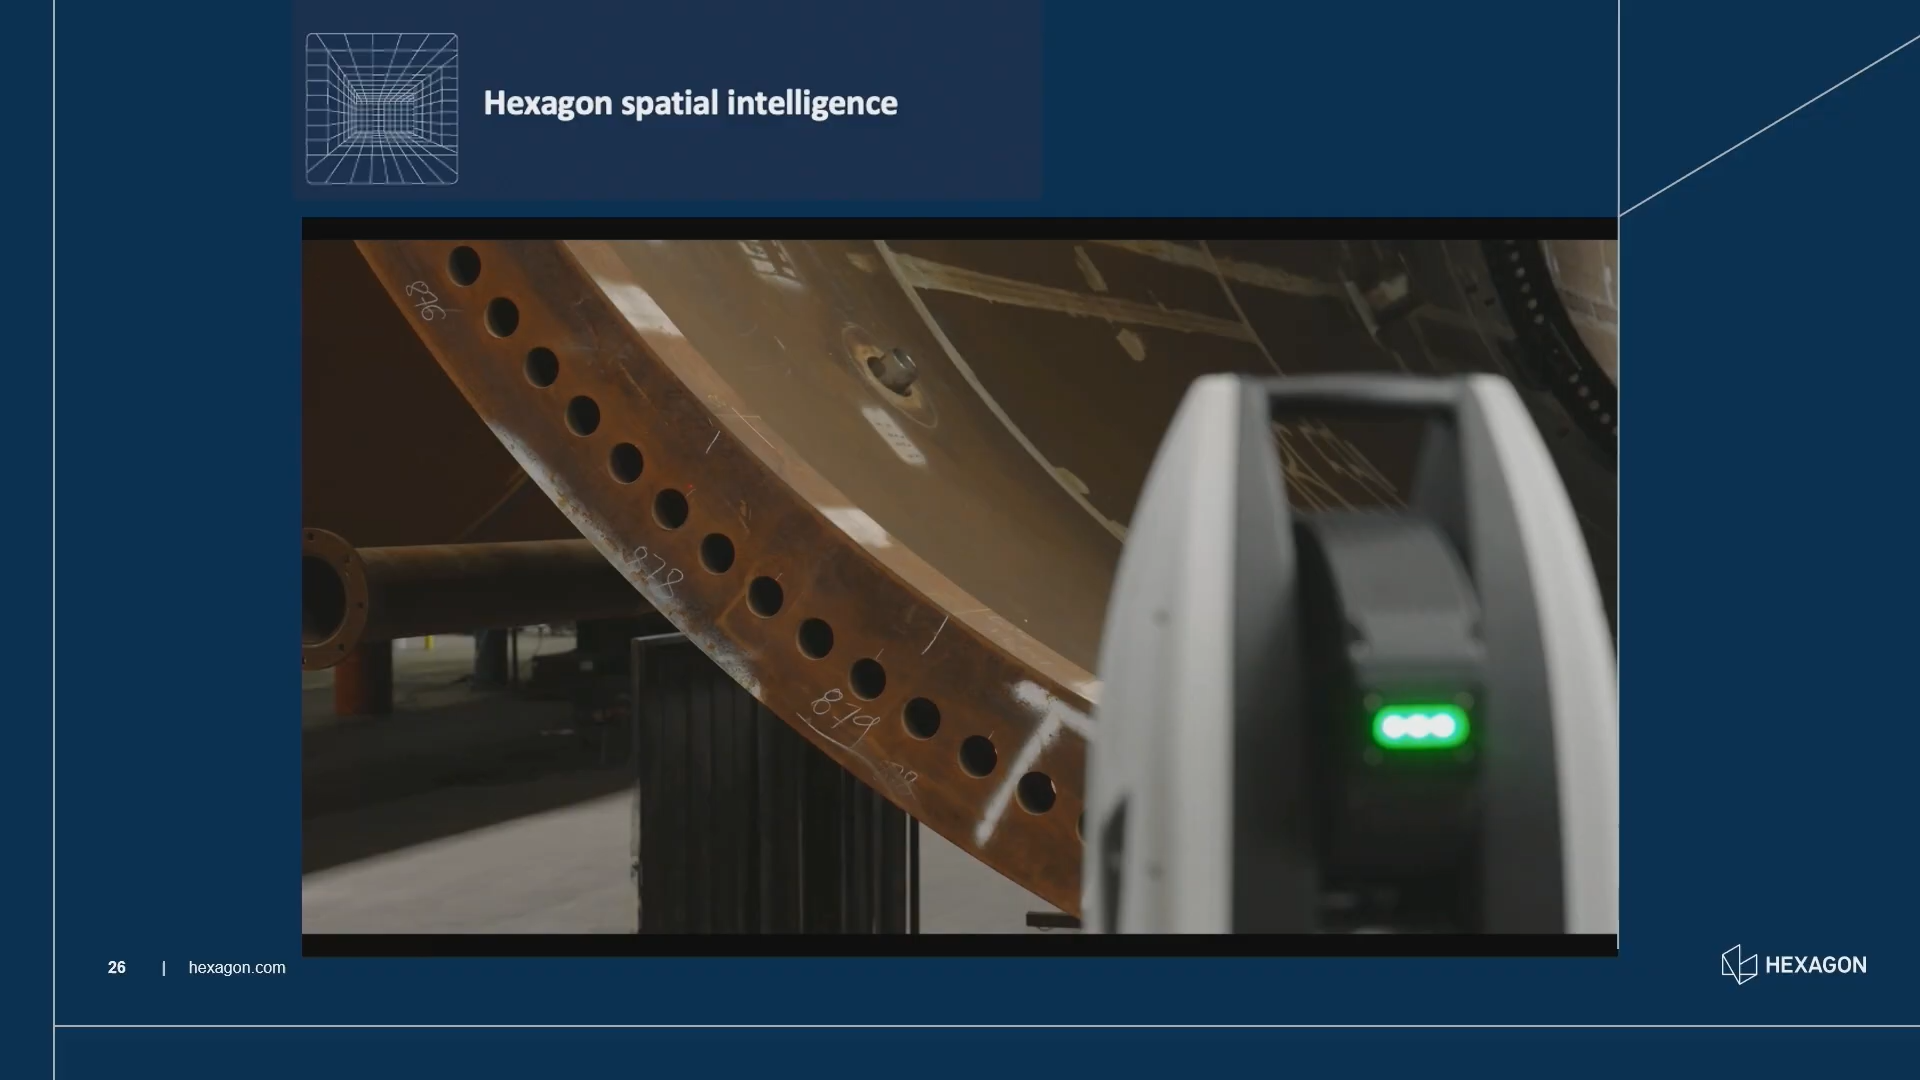 Hexagon spatial intelligence
876
878
879
26 | hexagon.com
HEXAGON